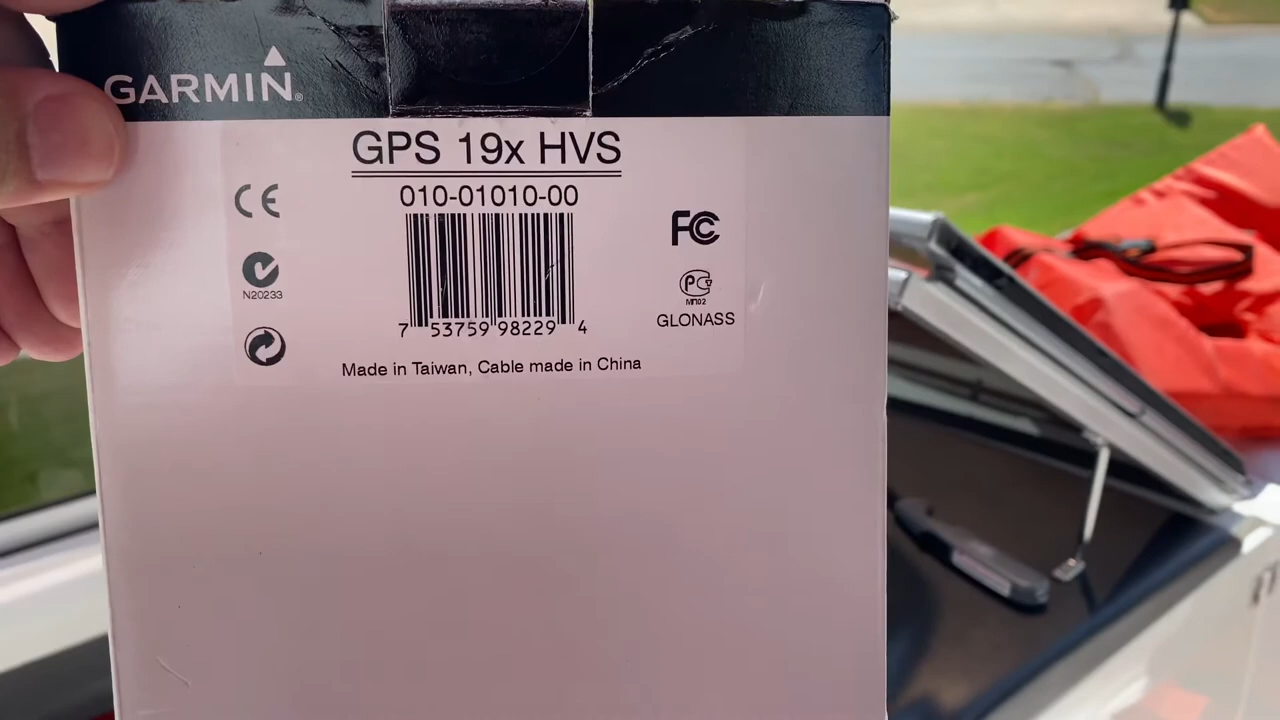 GARMIN®
GPS 19x HVS
010-01010-00
CE
FC
N20233
7 53759 98229 4
GLONASS
Made in Taiwan, Cable made in China